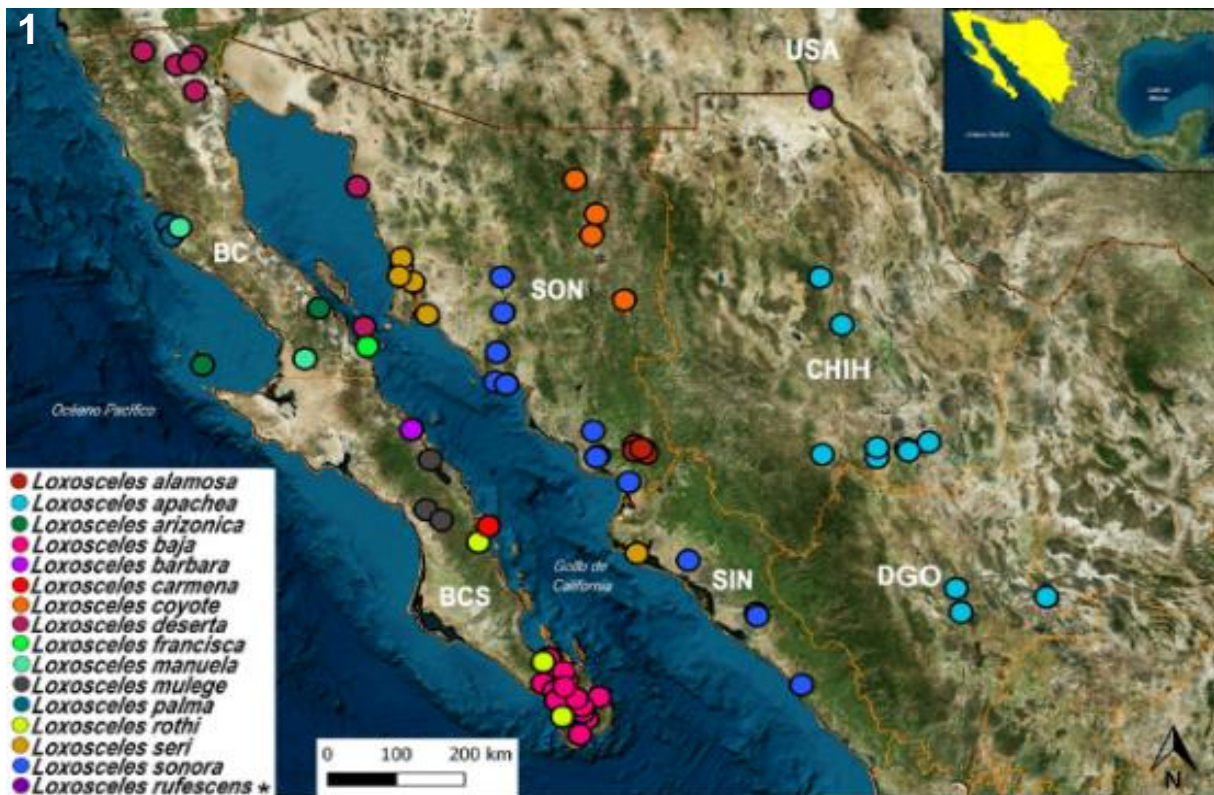 1
USA
BC
SON
CHIH
Océano Pacífico
Golfo de
California
BCS
SIN
DGO
Loxosceles alamosa
Loxosceles apachea
Loxosceles arizonica
Loxosceles baja
Loxosceles barbara
Loxosceles carmena
Loxosceles coyote
Loxosceles deserta
Loxosceles francisca
Loxosceles manuela
Loxosceles mulege
Loxosceles palma
Loxosceles rothi
Loxosceles seri
Loxosceles sonora
Loxosceles rufescens *
0 100 200 km
N